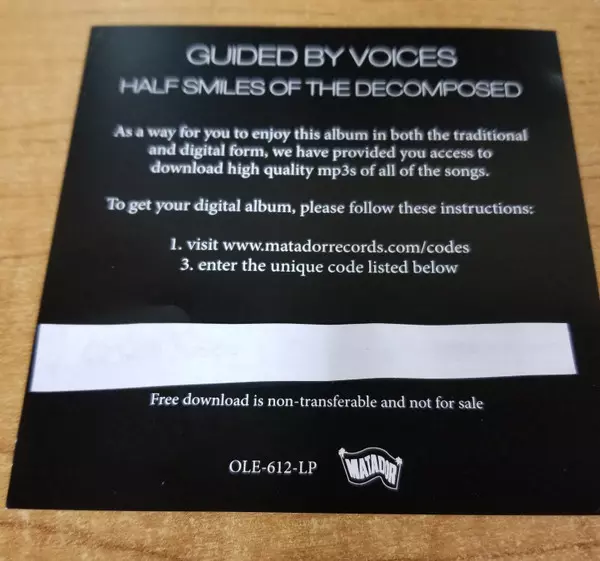 GUIDED BY VOICES
HALF SMILES OF THE DECOMPOSED
As a way for you to enjoy this album in both the traditional
and digital form, we have provided you access to
download high quality mp3s of all of the songs.
To get your digital album, please follow these instructions:
1. visit www.matadorrecords.com/codes
3. enter the unique code listed below
Free download is non-transferable and not for sale
OLE-612-LP
MATADOR